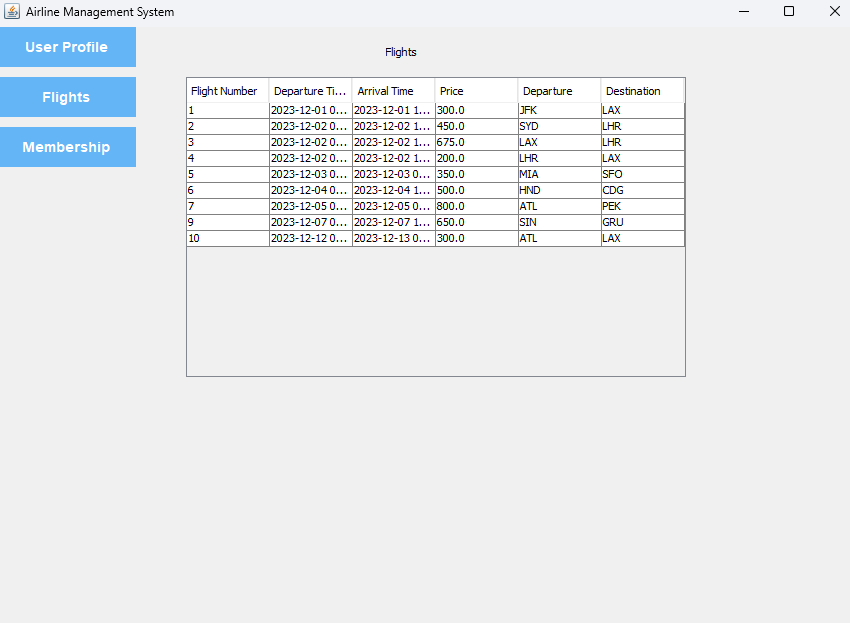 Airline Management System
User Profile
Flights
Membership
Flights
Flight Number Departure Ti... Arrival Time Price Departure Destination
1 2023-12-01 0... 2023-12-01 1... 300.0 JFK LAX
2 2023-12-02 0... 2023-12-02 1... 450.0 SYD LHR
3 2023-12-02 0... 2023-12-02 1... 675.0 LAX LHR
4 2023-12-02 0... 2023-12-02 1... 200.0 LHR LAX
5 2023-12-03 0... 2023-12-03 0... 350.0 MIA SFO
6 2023-12-04 0... 2023-12-04 1... 500.0 HND CDG
7 2023-12-05 0... 2023-12-05 0... 800.0 ATL PEK
9 2023-12-07 0... 2023-12-07 1... 650.0 SIN GRU
10 2023-12-12 0... 2023-12-13 0... 300.0 ATL LAX